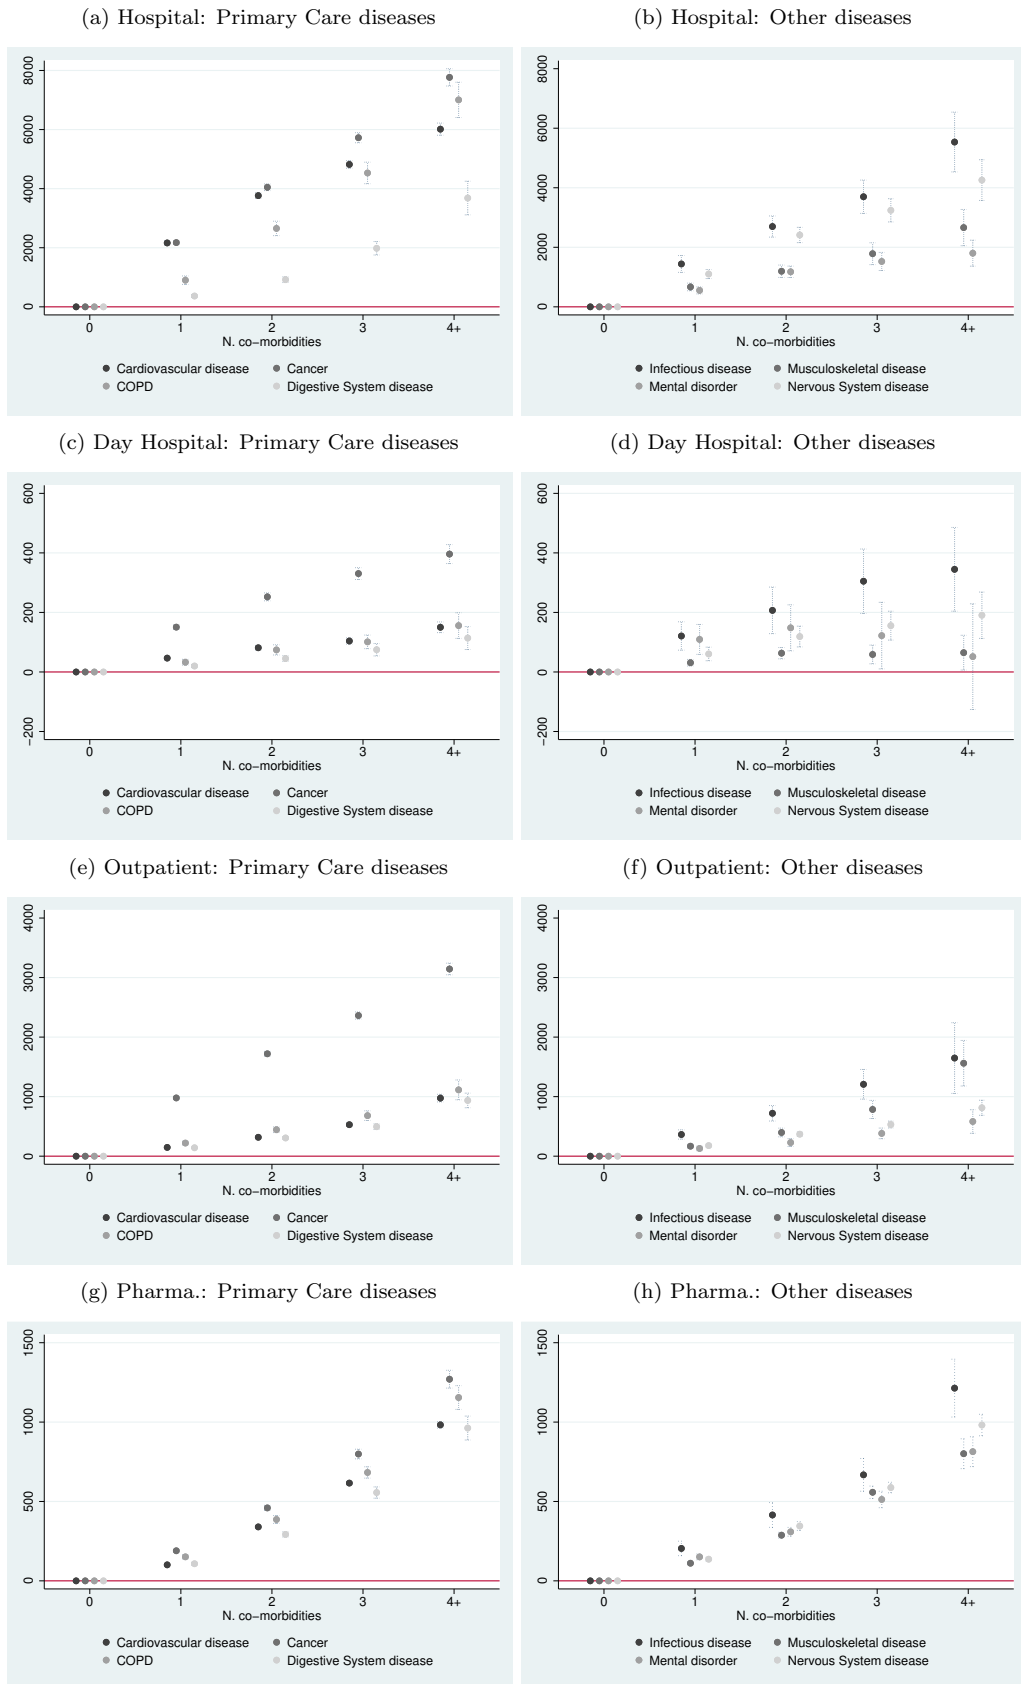 (a) Hospital: Primary Care diseases
8000
6000
4000
2000
0
0 1 2 3 4+
N. co−morbidities
Cardiovascular disease Cancer
COPD Digestive System disease
(b) Hospital: Other diseases
8000
6000
4000
2000
0
0 1 2 3 4+
N. co−morbidities
Infectious disease Musculoskeletal disease
Mental disorder Nervous System disease
(c) Day Hospital: Primary Care diseases
600
400
200
0
−200
0 1 2 3 4+
N. co−morbidities
Cardiovascular disease Cancer
COPD Digestive System disease
(d) Day Hospital: Other diseases
600
400
200
0
−200
0 1 2 3 4+
N. co−morbidities
Infectious disease Musculoskeletal disease
Mental disorder Nervous System disease
(e) Outpatient: Primary Care diseases
4000
3000
2000
1000
0
0 1 2 3 4+
N. co−morbidities
Cardiovascular disease Cancer
COPD Digestive System disease
(f) Outpatient: Other diseases
4000
3000
2000
1000
0
0 1 2 3 4+
N. co−morbidities
Infectious disease Musculoskeletal disease
Mental disorder Nervous System disease
(g) Pharma.: Primary Care diseases
1500
1000
500
0
0 1 2 3 4+
N. co−morbidities
Cardiovascular disease Cancer
COPD Digestive System disease
(h) Pharma.: Other diseases
1500
1000
500
0
0 1 2 3 4+
N. co−morbidities
Infectious disease Musculoskeletal disease
Mental disorder Nervous System disease